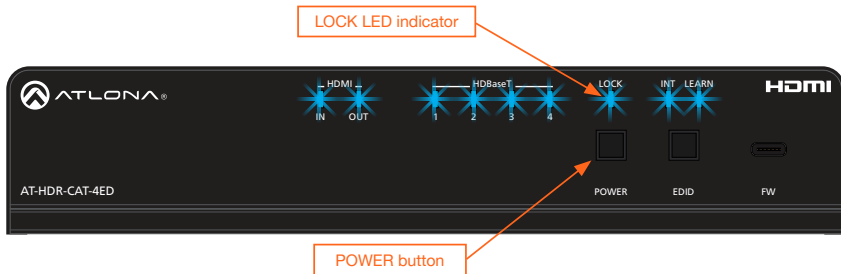 LOCK LED indicator
HDMI HDBaseT LOCK INT LEARN HDMI
ATLONA®
IN OUT 1 2 3 4
AT-HDR-CAT-4ED POWER EDID FW
POWER button